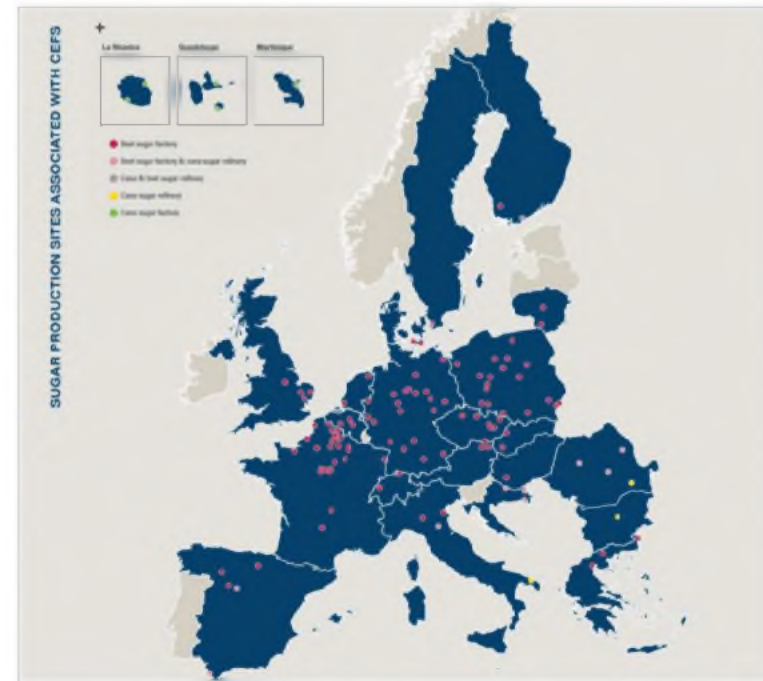 SUGAR PRODUCTION SITES ASSOCIATED WITH CEFS
+
La Réunion
Guadeloupe
Martinique
Beet sugar factory
Beet sugar factory & cane sugar refinery
Cane & beet sugar refinery
Cane sugar refinery
Cane sugar factory